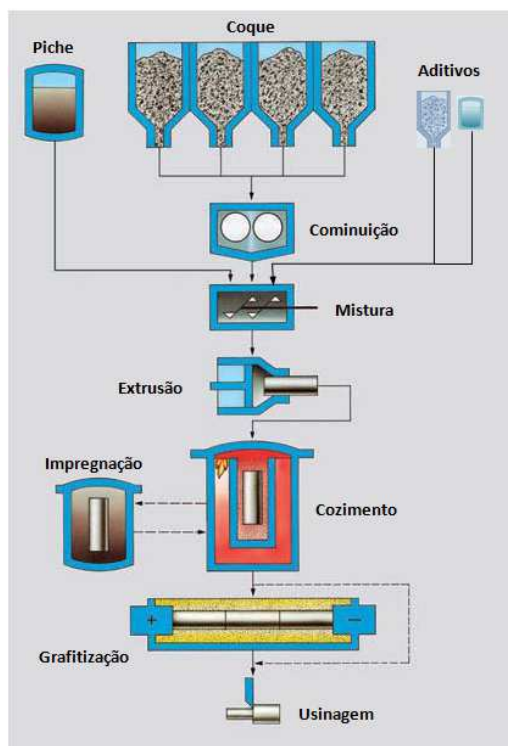 Coque
Piche
Aditivos
Cominuição
Mistura
Extrusão
Impregnação
Cozimento
+
−
Grafitização
Usinagem